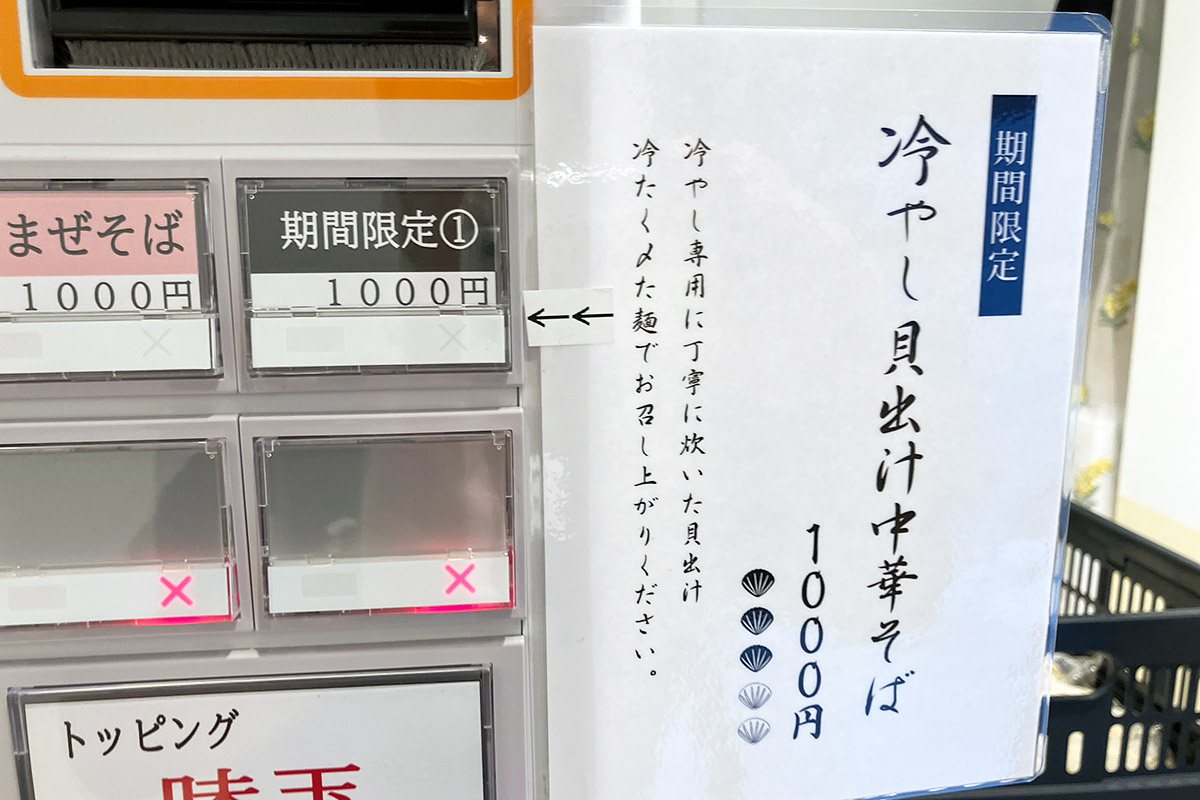 期間限定
冷やし貝出汁中華そば
1000円
冷やし専用に丁寧に炊いた貝出汁
冷たく〆た麺でお召し上がりください。
←←
まぜそば
1000円
期間限定①
1000円
×
×
×
×
トッピング
味玉